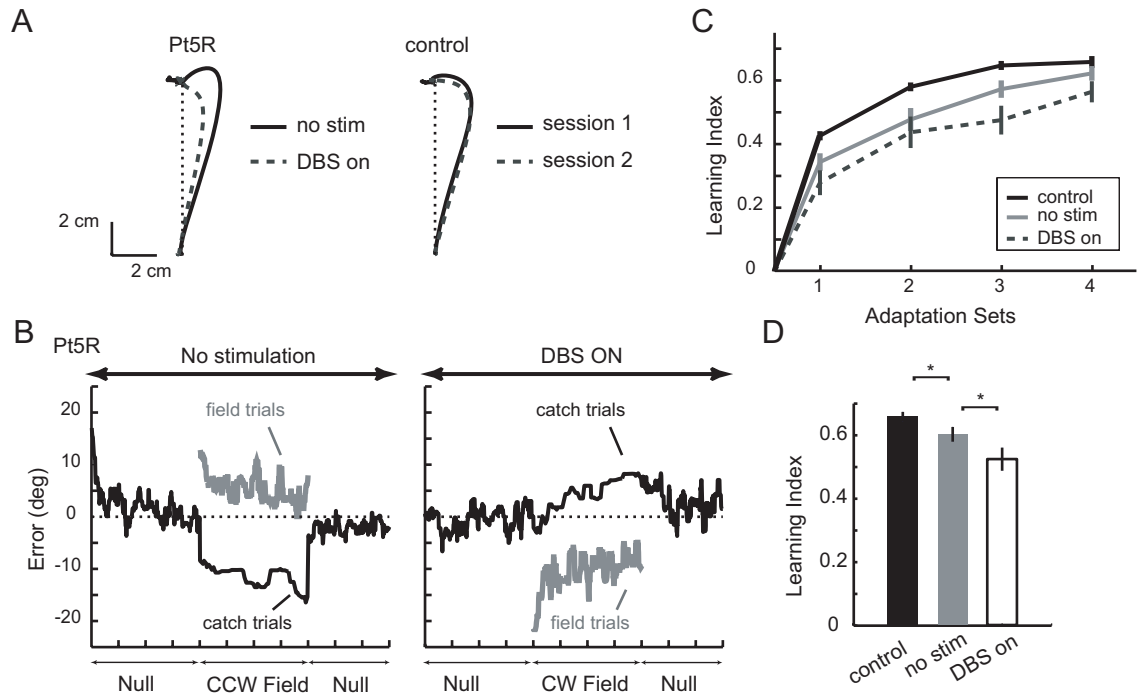 A
Pt5R
no stim
DBS on
2 cm
2 cm
control
session 1
session 2
B
Pt5R
No stimulation
DBS ON
Error (deg)
20
10
0
-10
-20
field trials
catch trials
catch trials
field trials
Null
CCW Field
Null
Null
CW Field
Null
C
Learning Index
0.6
0.4
0.2
0
1
2
3
4
Adaptation Sets
control
no stim
DBS on
D
Learning Index
0.6
0.4
0.2
0
*
*
control
no stim
DBS on